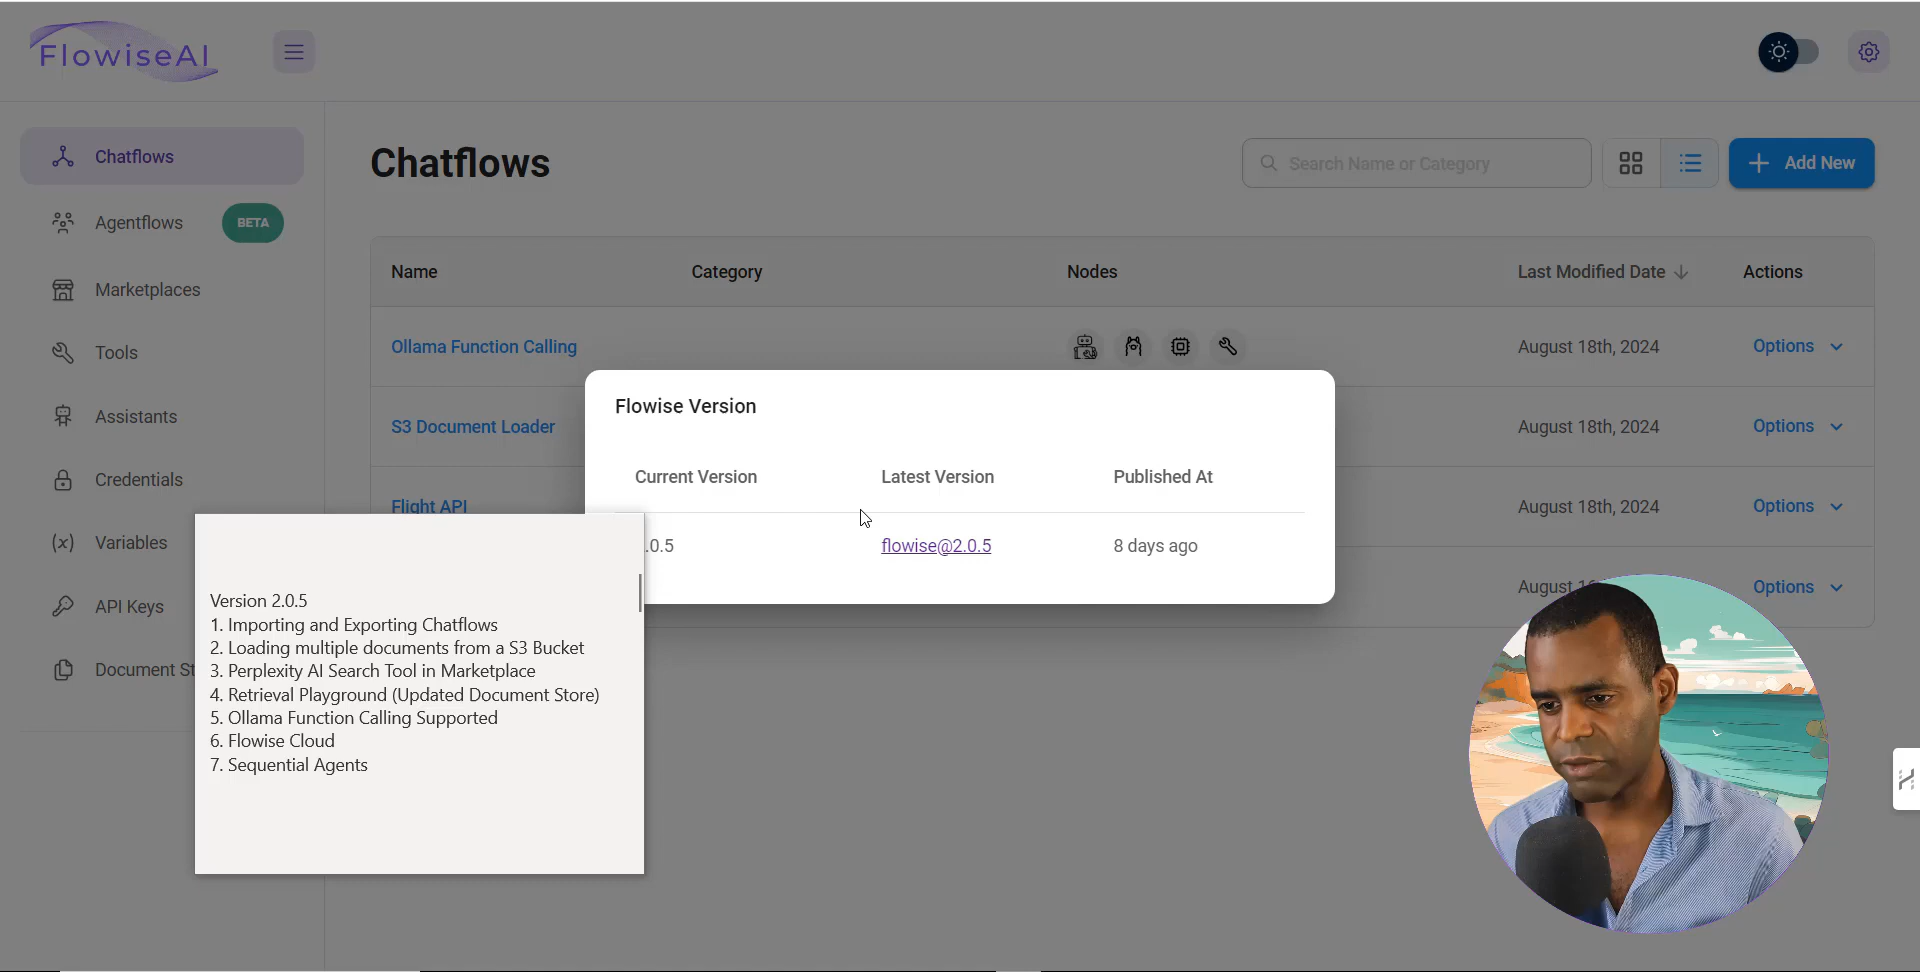 FlowiseAI
Chatflows
Agentflows
BETA
Marketplaces
Tools
Assistants
Credentials
Variables
API Keys
Document St
Chatflows
Search Name or Category
Add New
Name
Category
Nodes
Last Modified Date
Actions
Ollama Function Calling
August 18th, 2024
Options
S3 Document Loader
August 18th, 2024
Options
Flight API
August 18th, 2024
Options
August
Options
Flowise Version
Current Version
Latest Version
Published At
.0.5
flowise@2.0.5
8 days ago
Version 2.0.5
1. Importing and Exporting Chatflows
2. Loading multiple documents from a S3 Bucket
3. Perplexity AI Search Tool in Marketplace
4. Retrieval Playground (Updated Document Store)
5. Ollama Function Calling Supported
6. Flowise Cloud
7. Sequential Agents